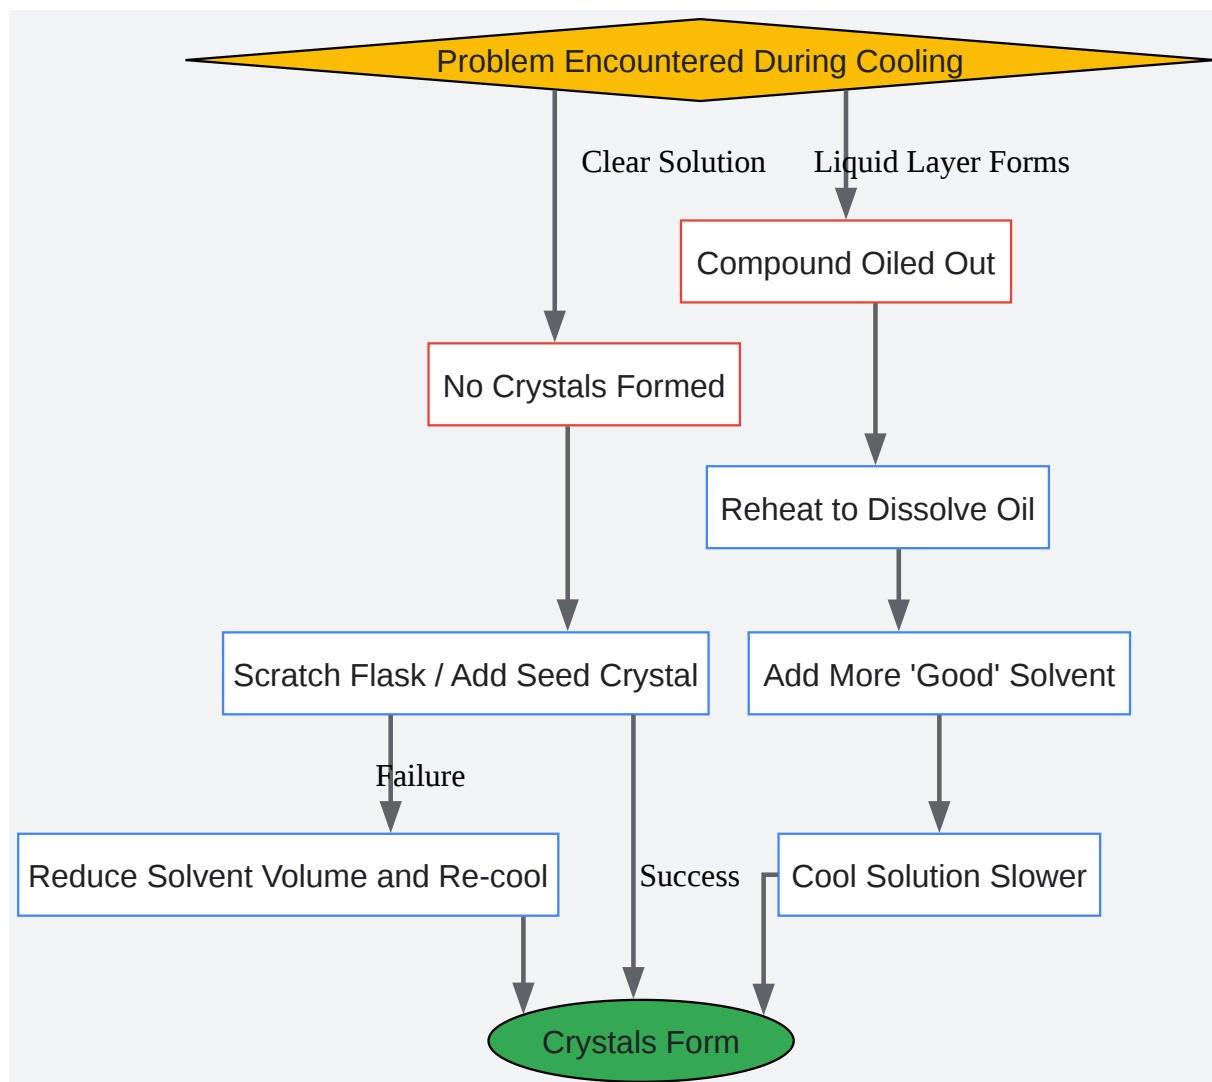 Problem Encountered During Cooling
Clear Solution
Liquid Layer Forms
Compound Oiled Out
No Crystals Formed
Reheat to Dissolve Oil
Scratch Flask / Add Seed Crystal
Add More 'Good' Solvent
Failure
Reduce Solvent Volume and Re-cool
Success
Cool Solution Slower
Crystals Form